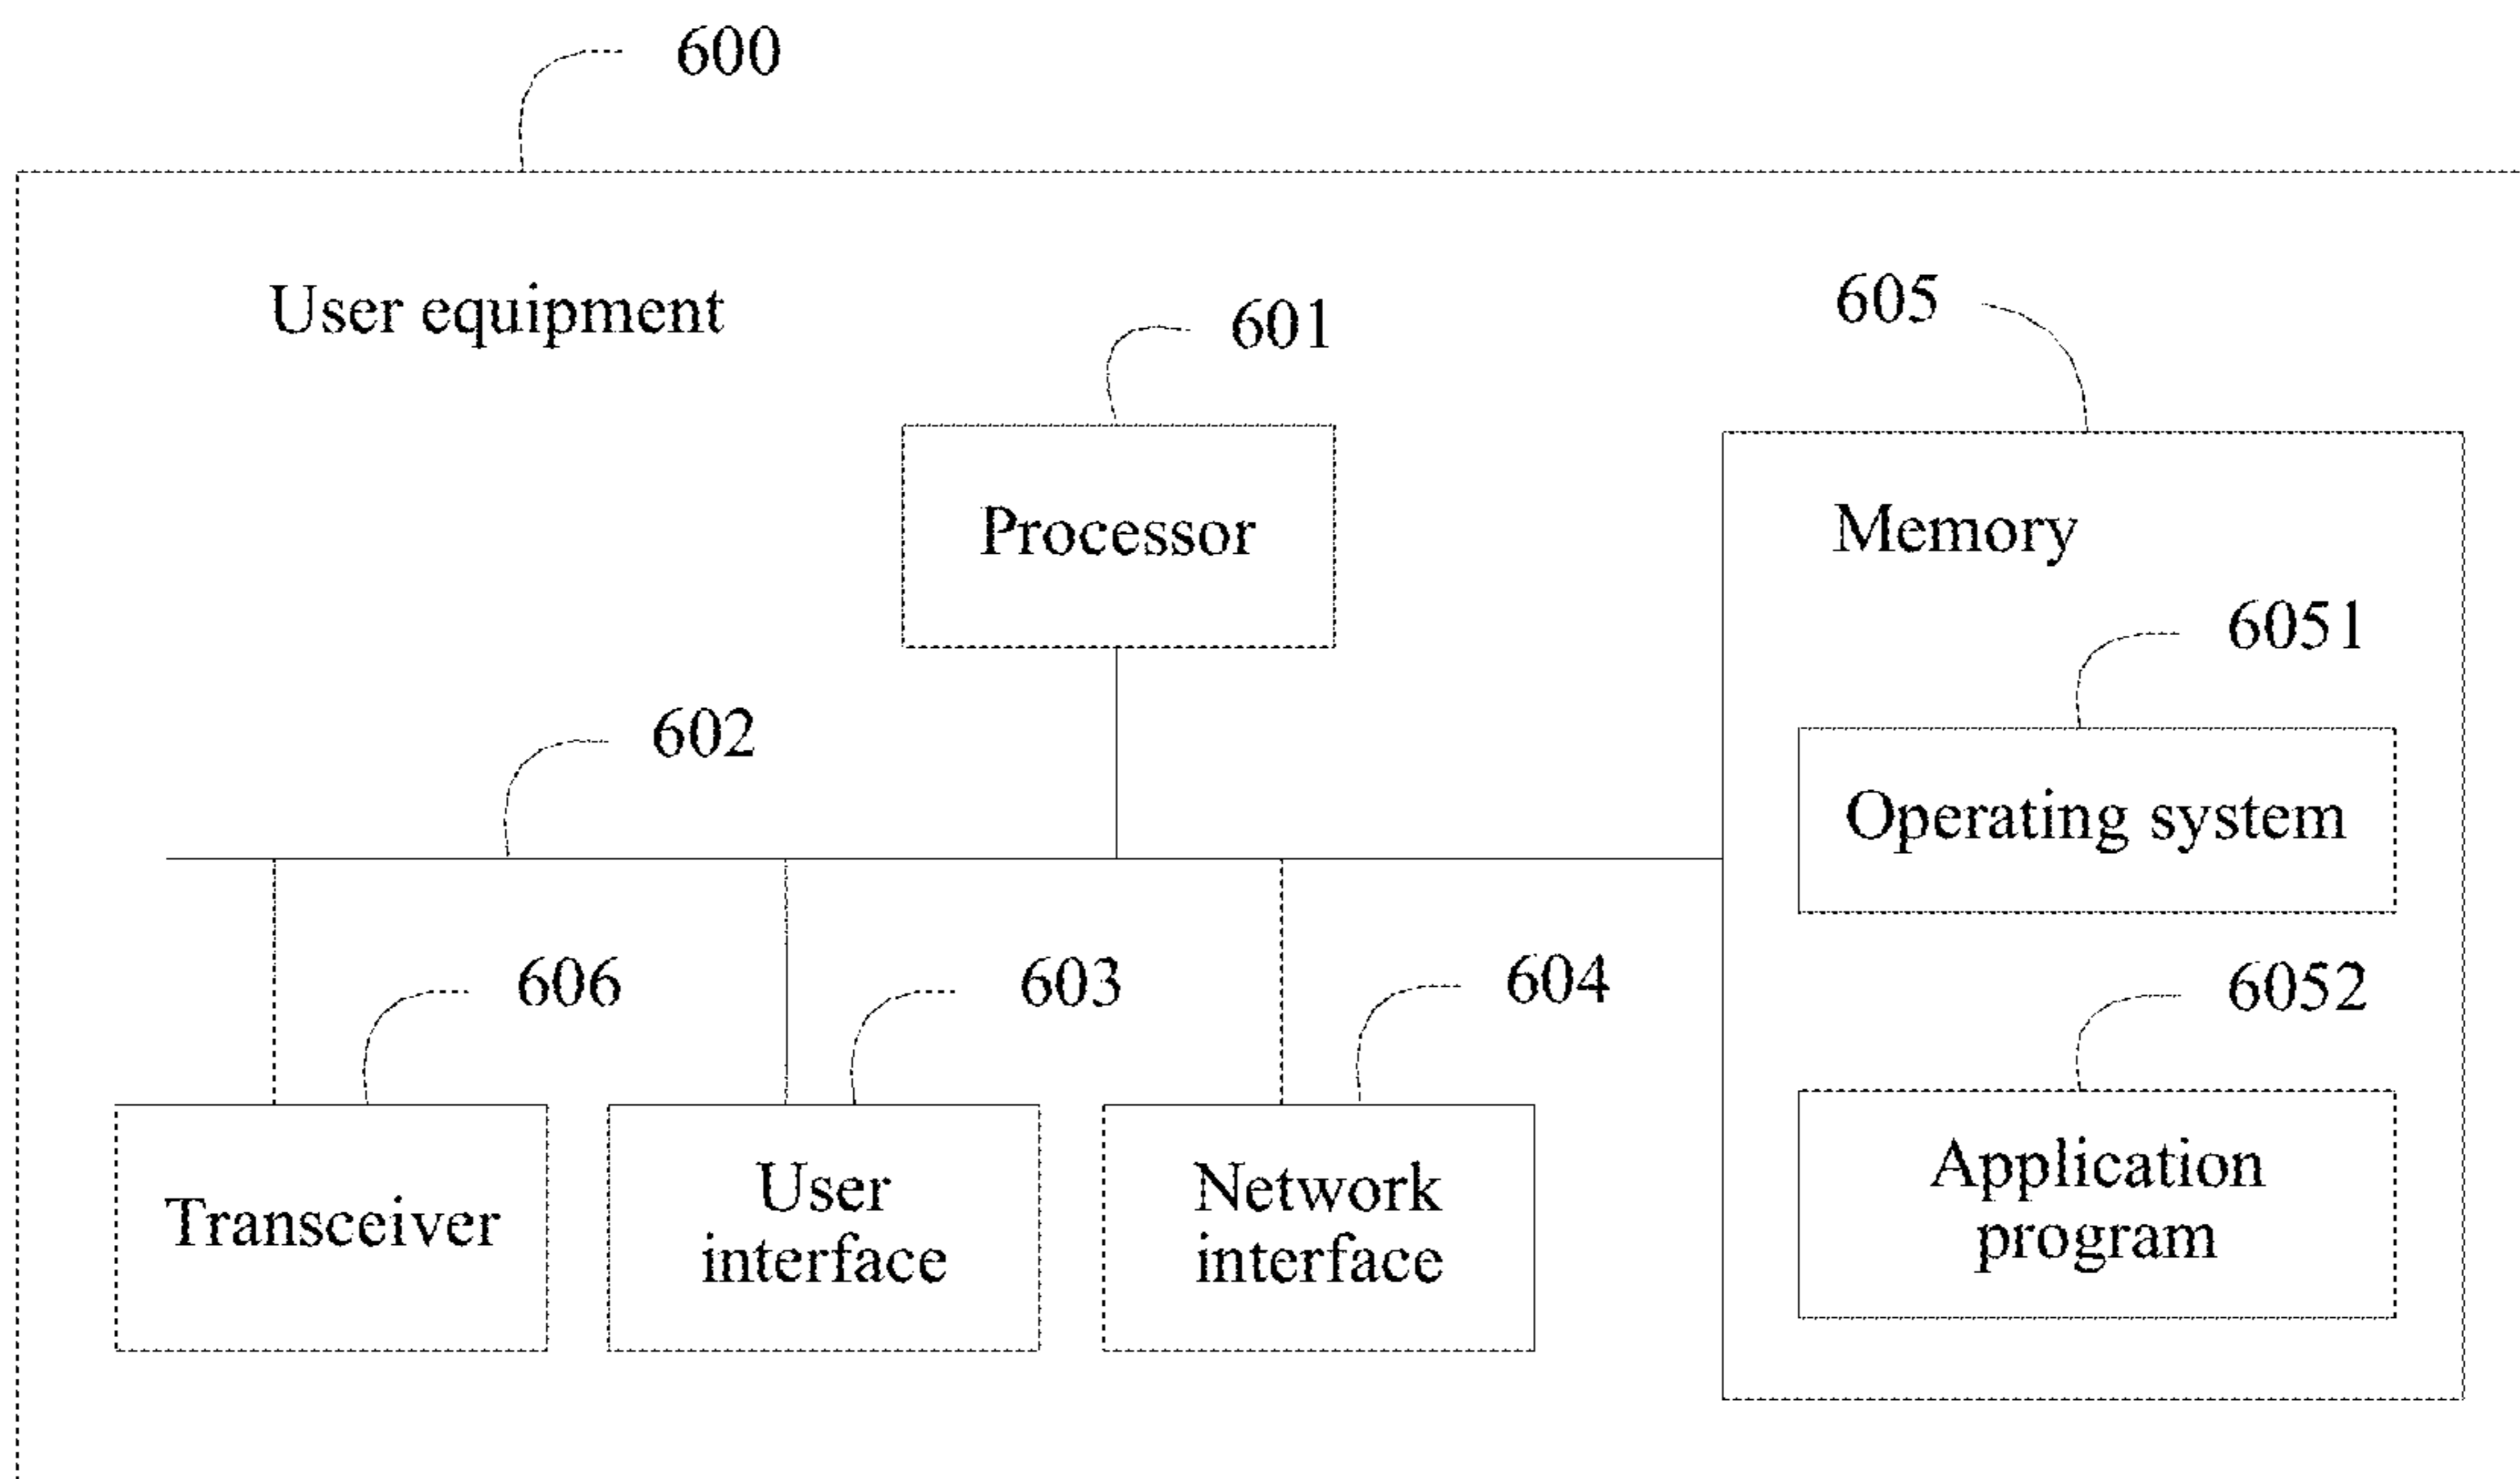 600
User equipment
601
605
Processor
Memory
6051
602
Operating system
606
603
604
6052
Transceiver
User
interface
Network
interface
Application
program